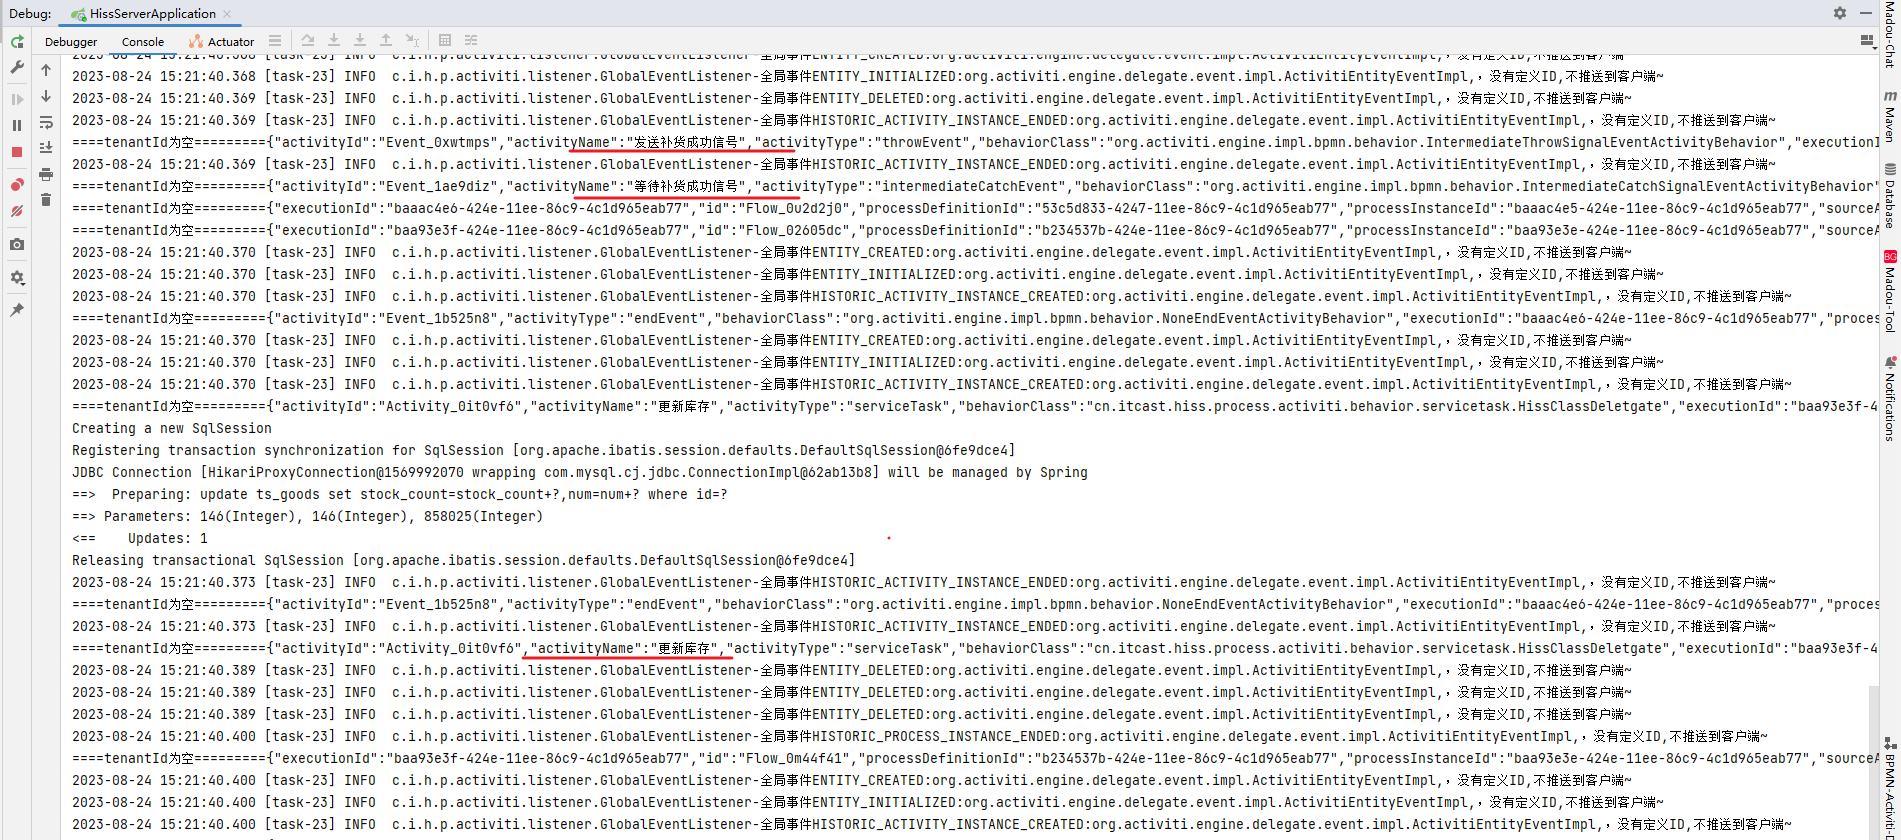 Debug: HissServerApplication
Debugger Console Actuator
2023-08-24 15:21:40.368 [task-23] INFO  c.i.h.p.activiti.listener.GlobalEventListener-全局事件ENTITY_INITIALIZED:org.activiti.engine.delegate.event.impl.ActivitiEntityEventImpl,，没有定义ID,不推送到客户端~
2023-08-24 15:21:40.369 [task-23] INFO  c.i.h.p.activiti.listener.GlobalEventListener-全局事件ENTITY_DELETED:org.activiti.engine.delegate.event.impl.ActivitiEntityEventImpl,，没有定义ID,不推送到客户端~
2023-08-24 15:21:40.369 [task-23] INFO  c.i.h.p.activiti.listener.GlobalEventListener-全局事件HISTORIC_ACTIVITY_INSTANCE_ENDED:org.activiti.engine.delegate.event.impl.ActivitiEntityEventImpl,，没有定义ID,不推送到客户端~
====tenantId为空========={"activityId":"Event_0xwtmps","activityName":"发送补货成功信号","activityType":"throwEvent","behaviorClass":"org.activiti.engine.impl.bpmn.behavior.IntermediateThrowSignalEventActivityBehavior","executionI
2023-08-24 15:21:40.369 [task-23] INFO  c.i.h.p.activiti.listener.GlobalEventListener-全局事件HISTORIC_ACTIVITY_INSTANCE_ENDED:org.activiti.engine.delegate.event.impl.ActivitiEntityEventImpl,，没有定义ID,不推送到客户端~
====tenantId为空========={"activityId":"Event_1ae9diz","activityName":"等待补货成功信号","activityType":"intermediateCatchEvent","behaviorClass":"org.activiti.engine.impl.bpmn.behavior.IntermediateCatchSignalEventActivityBehavior"
====tenantId为空========={"executionId":"baaac4e6-424e-11ee-86c9-4c1d965eab77","id":"Flow_0u2d2j0","processDefinitionId":"53c5d833-4247-11ee-86c9-4c1d965eab77","processInstanceId":"baaac4e5-424e-11ee-86c9-4c1d965eab77","sourceA
====tenantId为空========={"executionId":"baa93e3f-424e-11ee-86c9-4c1d965eab77","id":"Flow_02605dc","processDefinitionId":"b234537b-424e-11ee-86c9-4c1d965eab77","processInstanceId":"baa93e3e-424e-11ee-86c9-4c1d965eab77","sourceA
2023-08-24 15:21:40.370 [task-23] INFO  c.i.h.p.activiti.listener.GlobalEventListener-全局事件ENTITY_CREATED:org.activiti.engine.delegate.event.impl.ActivitiEntityEventImpl,，没有定义ID,不推送到客户端~
2023-08-24 15:21:40.370 [task-23] INFO  c.i.h.p.activiti.listener.GlobalEventListener-全局事件ENTITY_INITIALIZED:org.activiti.engine.delegate.event.impl.ActivitiEntityEventImpl,，没有定义ID,不推送到客户端~
2023-08-24 15:21:40.370 [task-23] INFO  c.i.h.p.activiti.listener.GlobalEventListener-全局事件HISTORIC_ACTIVITY_INSTANCE_CREATED:org.activiti.engine.delegate.event.impl.ActivitiEntityEventImpl,，没有定义ID,不推送到客户端~
====tenantId为空========={"activityId":"Event_1b525n8","activityType":"endEvent","behaviorClass":"org.activiti.engine.impl.bpmn.behavior.NoneEndEventActivityBehavior","executionId":"baaac4e6-424e-11ee-86c9-4c1d965eab77","proces
2023-08-24 15:21:40.370 [task-23] INFO  c.i.h.p.activiti.listener.GlobalEventListener-全局事件ENTITY_CREATED:org.activiti.engine.delegate.event.impl.ActivitiEntityEventImpl,，没有定义ID,不推送到客户端~
2023-08-24 15:21:40.370 [task-23] INFO  c.i.h.p.activiti.listener.GlobalEventListener-全局事件ENTITY_INITIALIZED:org.activiti.engine.delegate.event.impl.ActivitiEntityEventImpl,，没有定义ID,不推送到客户端~
2023-08-24 15:21:40.370 [task-23] INFO  c.i.h.p.activiti.listener.GlobalEventListener-全局事件HISTORIC_ACTIVITY_INSTANCE_CREATED:org.activiti.engine.delegate.event.impl.ActivitiEntityEventImpl,，没有定义ID,不推送到客户端~
====tenantId为空========={"activityId":"Activity_0it0vf6","activityName":"更新库存","activityType":"serviceTask","behaviorClass":"cn.itcast.hiss.process.activiti.behavior.servicetask.HissClassDeletgate","executionId":"baa93e3f-4
Creating a new SqlSession
Registering transaction synchronization for SqlSession [org.apache.ibatis.session.defaults.DefaultSqlSession@6fe9dce4]
JDBC Connection [HikariProxyConnection@1569992070 wrapping com.mysql.cj.jdbc.ConnectionImpl@62ab13b8] will be managed by Spring
==>  Preparing: update ts_goods set stock_count=stock_count+?,num=num+? where id=?
==> Parameters: 146(Integer), 146(Integer), 858025(Integer)
<==    Updates: 1
Releasing transactional SqlSession [org.apache.ibatis.session.defaults.DefaultSqlSession@6fe9dce4]
2023-08-24 15:21:40.373 [task-23] INFO  c.i.h.p.activiti.listener.GlobalEventListener-全局事件HISTORIC_ACTIVITY_INSTANCE_ENDED:org.activiti.engine.delegate.event.impl.ActivitiEntityEventImpl,，没有定义ID,不推送到客户端~
====tenantId为空========={"activityId":"Event_1b525n8","activityType":"endEvent","behaviorClass":"org.activiti.engine.impl.bpmn.behavior.NoneEndEventActivityBehavior","executionId":"baaac4e6-424e-11ee-86c9-4c1d965eab77","proces
2023-08-24 15:21:40.373 [task-23] INFO  c.i.h.p.activiti.listener.GlobalEventListener-全局事件HISTORIC_ACTIVITY_INSTANCE_ENDED:org.activiti.engine.delegate.event.impl.ActivitiEntityEventImpl,，没有定义ID,不推送到客户端~
====tenantId为空========={"activityId":"Activity_0it0vf6","activityName":"更新库存","activityType":"serviceTask","behaviorClass":"cn.itcast.hiss.process.activiti.behavior.servicetask.HissClassDeletgate","executionId":"baa93e3f-4
2023-08-24 15:21:40.389 [task-23] INFO  c.i.h.p.activiti.listener.GlobalEventListener-全局事件ENTITY_DELETED:org.activiti.engine.delegate.event.impl.ActivitiEntityEventImpl,，没有定义ID,不推送到客户端~
2023-08-24 15:21:40.389 [task-23] INFO  c.i.h.p.activiti.listener.GlobalEventListener-全局事件ENTITY_DELETED:org.activiti.engine.delegate.event.impl.ActivitiEntityEventImpl,，没有定义ID,不推送到客户端~
2023-08-24 15:21:40.389 [task-23] INFO  c.i.h.p.activiti.listener.GlobalEventListener-全局事件ENTITY_DELETED:org.activiti.engine.delegate.event.impl.ActivitiEntityEventImpl,，没有定义ID,不推送到客户端~
2023-08-24 15:21:40.400 [task-23] INFO  c.i.h.p.activiti.listener.GlobalEventListener-全局事件HISTORIC_PROCESS_INSTANCE_ENDED:org.activiti.engine.delegate.event.impl.ActivitiEntityEventImpl,，没有定义ID,不推送到客户端~
====tenantId为空========={"executionId":"baa93e3f-424e-11ee-86c9-4c1d965eab77","id":"Flow_0m44f41","processDefinitionId":"b234537b-424e-11ee-86c9-4c1d965eab77","processInstanceId":"baa93e3e-424e-11ee-86c9-4c1d965eab77","sourceA
2023-08-24 15:21:40.400 [task-23] INFO  c.i.h.p.activiti.listener.GlobalEventListener-全局事件ENTITY_CREATED:org.activiti.engine.delegate.event.impl.ActivitiEntityEventImpl,，没有定义ID,不推送到客户端~
2023-08-24 15:21:40.400 [task-23] INFO  c.i.h.p.activiti.listener.GlobalEventListener-全局事件ENTITY_INITIALIZED:org.activiti.engine.delegate.event.impl.ActivitiEntityEventImpl,，没有定义ID,不推送到客户端~
2023-08-24 15:21:40.400 [task-23] INFO  c.i.h.p.activiti.listener.GlobalEventListener-全局事件HISTORIC_ACTIVITY_INSTANCE_CREATED:org.activiti.engine.delegate.event.impl.ActivitiEntityEventImpl,，没有定义ID,不推送到客户端~
Madou-Chat
m Maven
Database
BG Madou-Tool
Notifications
BPMN-Activiti-